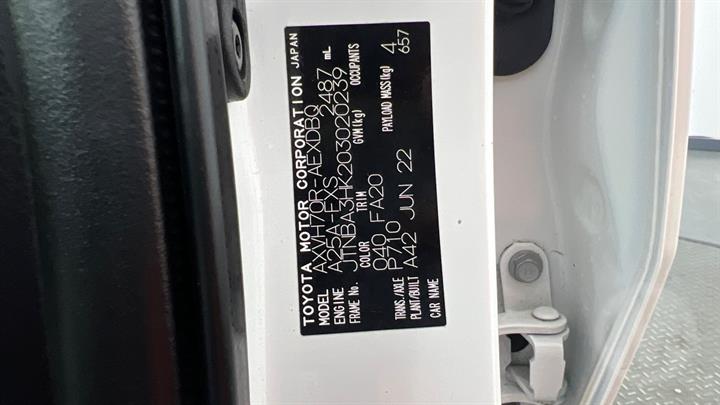 TOYOTA MOTOR CORPORATION JAPAN
MODEL AXVH70R-AEXDBQ
ENGINE A25A-FXS 2487 mL
FRAME No. JTNBA3HK203020239
COLOR TRIM GVM(kg) OCCUPANTS
040 FA20 4
TRANS/AXLE P710 PAYLOAD MASS(kg) 657
PLANT/BUILT A42 JUN 22
CAR NAME